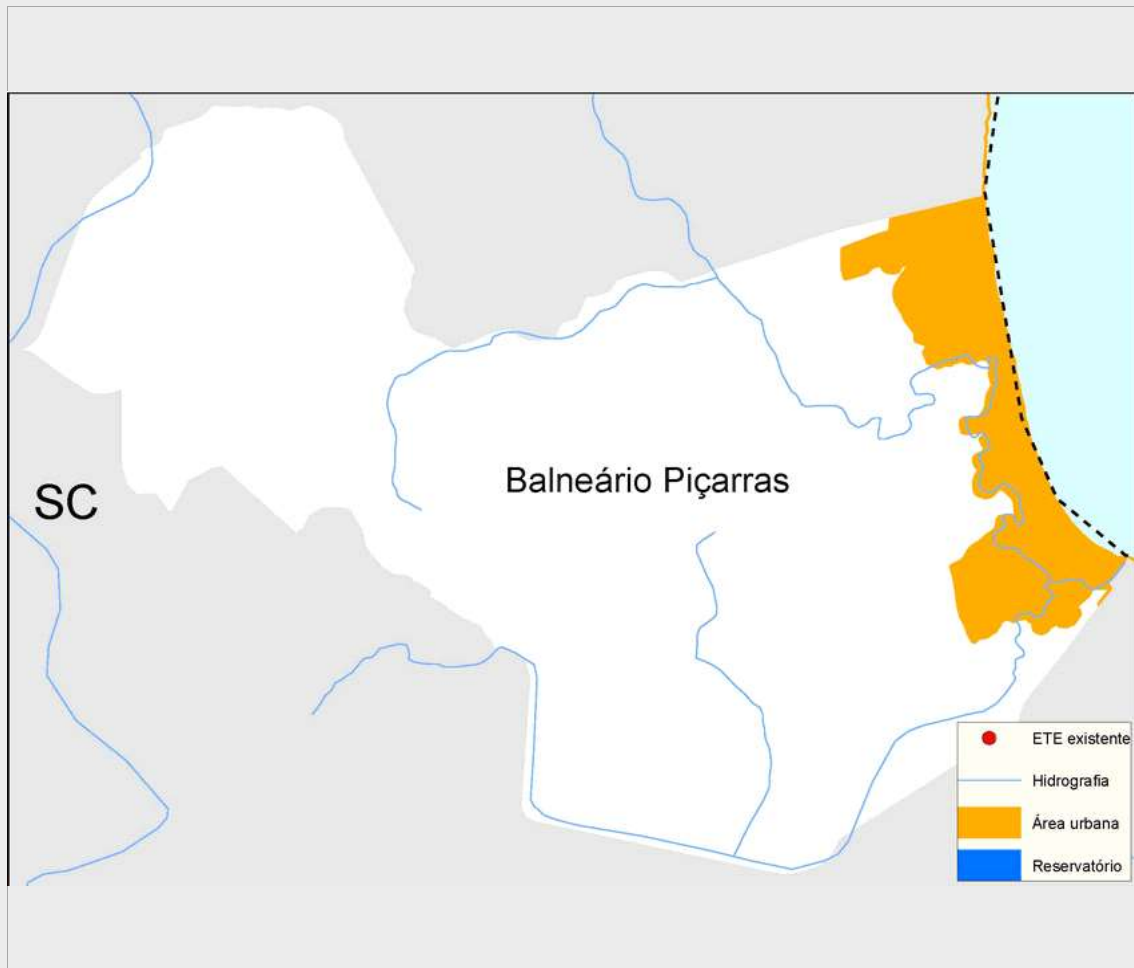 Balneário Piçarras
SC
ETE existente
Hidrografia
Área urbana
Reservatório